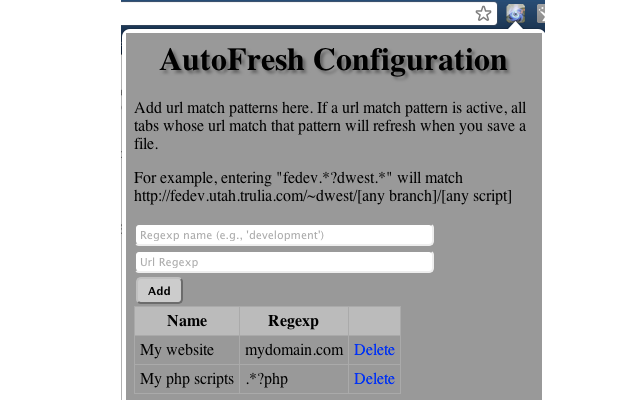 AutoFresh Configuration
Add url match patterns here. If a url match pattern is active, all
tabs whose url match that pattern will refresh when you save a
file.
For example, entering "fedev.*?dwest.*" will match
http://fedev.utah.trulia.com/~dwest/[any branch]/[any script]
Regexp name (e.g., 'development')
Url Regexp
Add
Name Regexp
My website mydomain.com Delete
My php scripts .*?php Delete